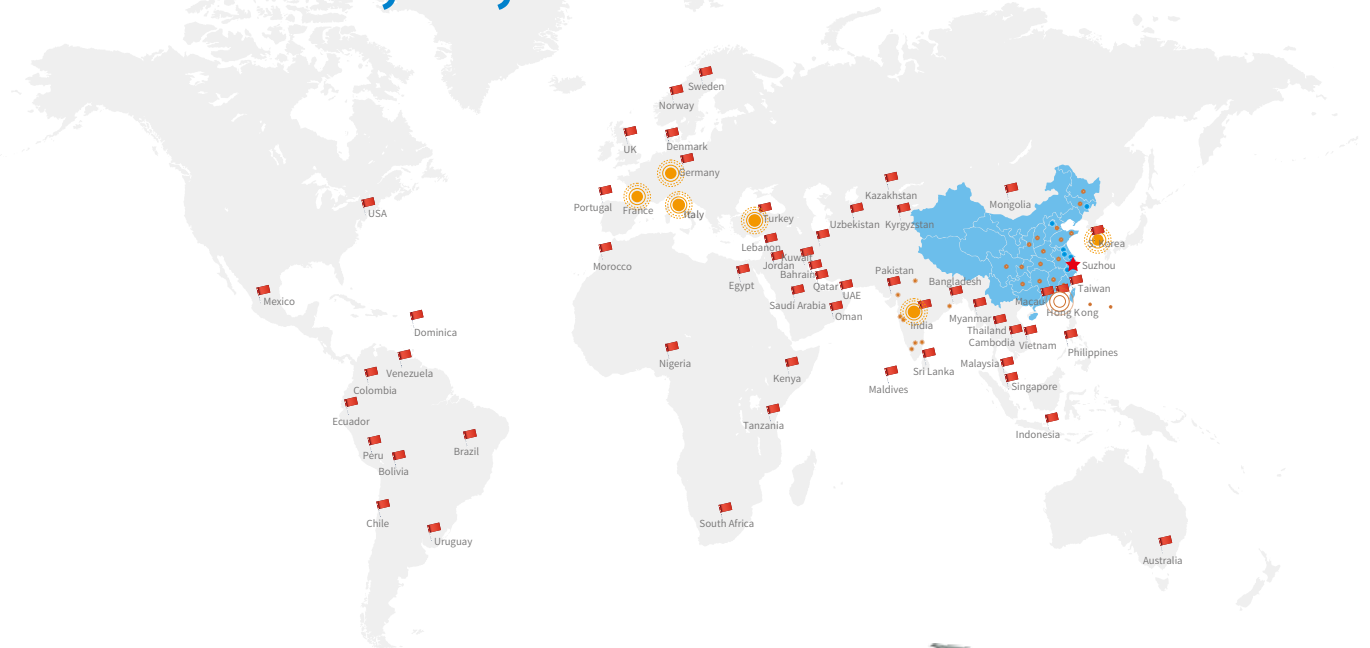 Sweden
Norway
UK
Denmark
Germany
Portugal
France
Italy
Turkey
Kazakhstan
Mongolia
Uzbekistan
Kyrgyzstan
S. Korea
USA
Morocco
Lebanon
Kuwait
Jordan
Bahrain
Suzhou
Egypt
Qatar
UAE
Pakistan
Bangladesh
Taiwan
Mexico
Saudi Arabia
Oman
Macau
Hong Kong
Dominica
India
Myanmar
Thailand
Cambodia
Vietnam
Philippines
Venezuela
Nigeria
Kenya
Maldives
Sri Lanka
Malaysia
Singapore
Colombia
Ecuador
Tanzania
Indonesia
Brazil
Peru
Bolivia
Chile
South Africa
Uruguay
Australia